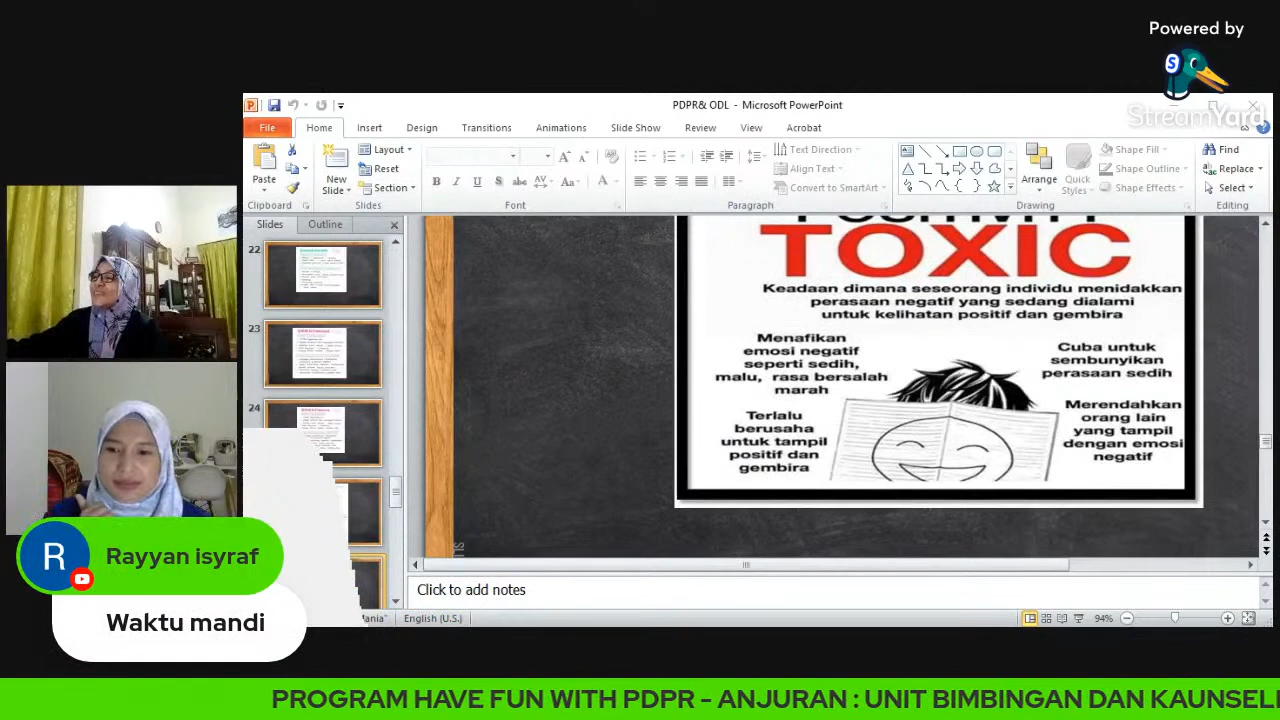 Powered by
S
StreamYard
PDPR& ODL - Microsoft PowerPoint
File Home Insert Design Transitions Animations Slide Show Review View Acrobat
Paste
New
Slide
Layout
Reset
Section
Text Direction
Align Text
Convert to SmartArt
Arrange
Quick
Styles
Shape Fill
Shape Outline
Shape Effects
Find
Replace
Select
Clipboard Slides Font Paragraph Drawing Editing
Slides Outline
22
23
24
POSITIVITY
TOXIC
Keadaan dimana seseorang individu menidakkan
perasaan negatif yang sedang dialami
untuk kelihatan positif dan gembira
Menafikan
emosi negatif
seperti sedih,
malu, rasa bersalah
marah
Cuba untuk
sembunyikan
perasaan sedih
Terlalu
berusaha
untuk tampil
positif dan
gembira
Merendahkan
orang lain
yang tampil
dengan emosi
negatif
Click to add notes
English (U.S.)
94%
R
Rayyan isyraf
Waktu mandi
PROGRAM HAVE FUN WITH PDPR - ANJURAN : UNIT BIMBINGAN DAN KAUNSELI